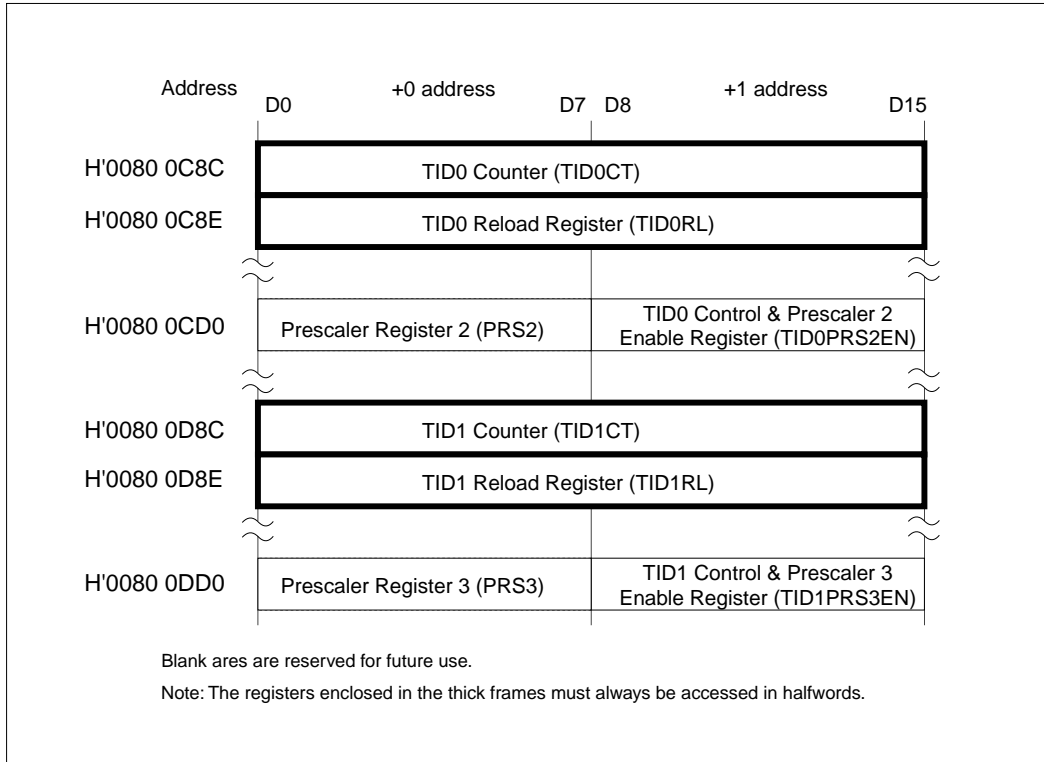 Address +0 address +1 address
D0 D7 D8 D15
H'0080 0C8C TID0 Counter (TID0CT)
H'0080 0C8E TID0 Reload Register (TID0RL)
H'0080 0CD0 Prescaler Register 2 (PRS2) TID0 Control & Prescaler 2
Enable Register (TID0PRS2EN)
H'0080 0D8C TID1 Counter (TID1CT)
H'0080 0D8E TID1 Reload Register (TID1RL)
H'0080 0DD0 Prescaler Register 3 (PRS3) TID1 Control & Prescaler 3
Enable Register (TID1PRS3EN)
Blank ares are reserved for future use.
Note: The registers enclosed in the thick frames must always be accessed in halfwords.